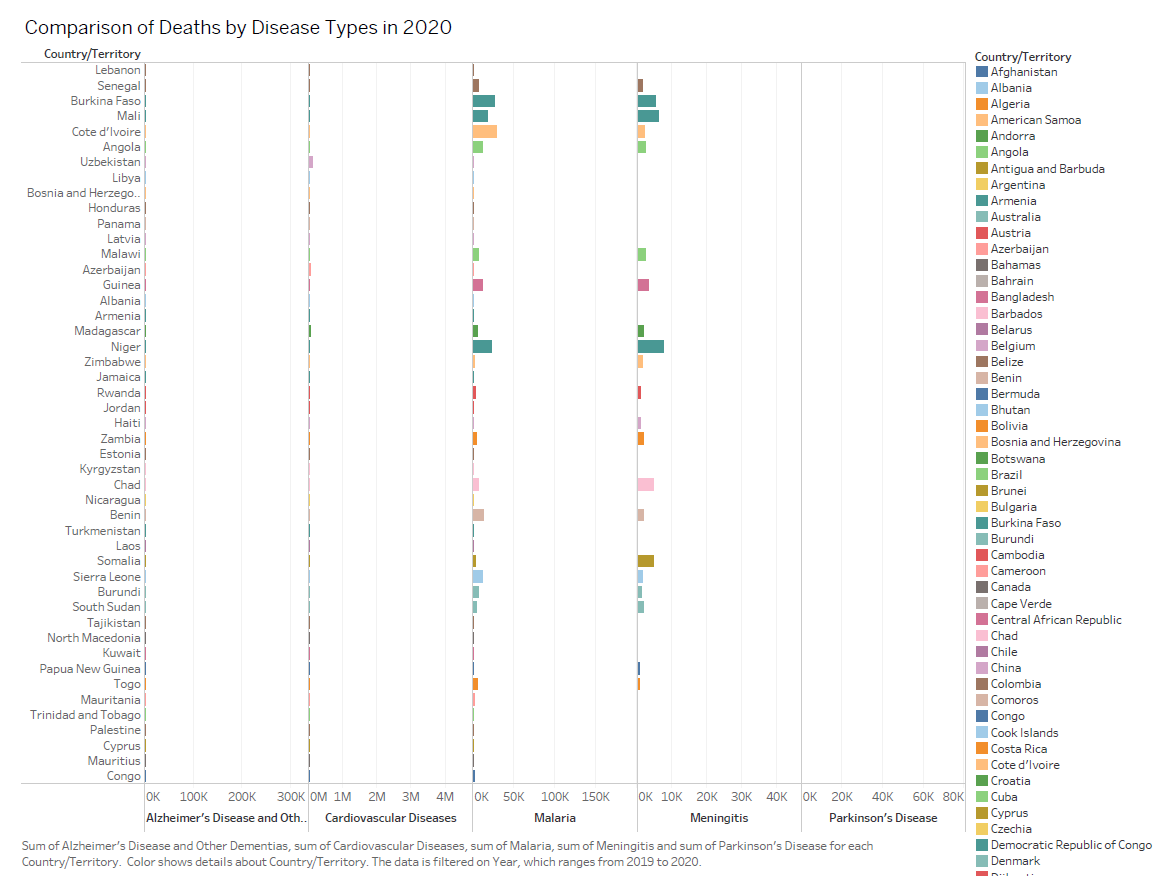 Comparison of Deaths by Disease Types in 2020
Country/Territory
Lebanon
Senegal
Burkina Faso
Mali
Cote d'Ivoire
Angola
Uzbekistan
Libya
Bosnia and Herzego..
Honduras
Panama
Latvia
Malawi
Azerbaijan
Guinea
Albania
Armenia
Madagascar
Niger
Zimbabwe
Jamaica
Rwanda
Jordan
Haiti
Zambia
Estonia
Kyrgyzstan
Chad
Nicaragua
Benin
Turkmenistan
Laos
Somalia
Sierra Leone
Burundi
South Sudan
Tajikistan
North Macedonia
Kuwait
Papua New Guinea
Togo
Mauritania
Trinidad and Tobago
Palestine
Cyprus
Mauritius
Congo
0K 100K 200K 300K 0M 1M 2M 3M 4M 0K 50K 100K 150K 0K 10K 20K 30K 40K 0K 20K 40K 60K 80K
Alzheimer's Disease and Oth.. Cardiovascular Diseases Malaria Meningitis Parkinson's Disease
Sum of Alzheimer's Disease and Other Dementias, sum of Cardiovascular Diseases, sum of Malaria, sum of Meningitis and sum of Parkinson's Disease for each
Country/Territory. Color shows details about Country/Territory. The data is filtered on Year, which ranges from 2019 to 2020.
Country/Territory
Afghanistan
Albania
Algeria
American Samoa
Andorra
Angola
Antigua and Barbuda
Argentina
Armenia
Australia
Austria
Azerbaijan
Bahamas
Bahrain
Bangladesh
Barbados
Belarus
Belgium
Belize
Benin
Bermuda
Bhutan
Bolivia
Bosnia and Herzegovina
Botswana
Brazil
Brunei
Bulgaria
Burkina Faso
Burundi
Cambodia
Cameroon
Canada
Cape Verde
Central African Republic
Chad
Chile
China
Colombia
Comoros
Congo
Cook Islands
Costa Rica
Cote d'Ivoire
Croatia
Cuba
Cyprus
Czechia
Democratic Republic of Congo
Denmark